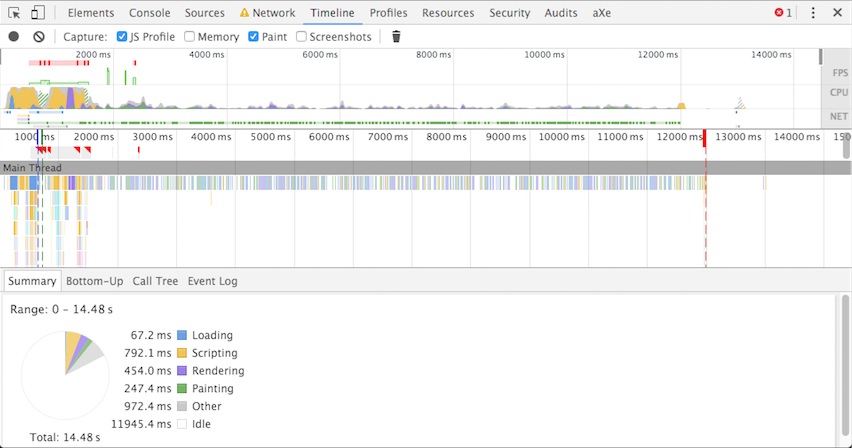 Elements Console Sources Network Timeline Profiles Resources Security Audits aXe 1
Capture: JS Profile Memory Paint Screenshots
2000 ms 4000 ms 6000 ms 8000 ms 10000 ms 12000 ms 14000 ms
FPS
CPU
NET
1000 ms 2000 ms 3000 ms 4000 ms 5000 ms 6000 ms 7000 ms 8000 ms 9000 ms 10000 ms 11000 ms 12000 ms 13000 ms 14000 ms 150
Main Thread
Summary Bottom-Up Call Tree Event Log
Range: 0 – 14.48 s
67.2 ms Loading
792.1 ms Scripting
454.0 ms Rendering
247.4 ms Painting
972.4 ms Other
11945.4 ms Idle
Total: 14.48s